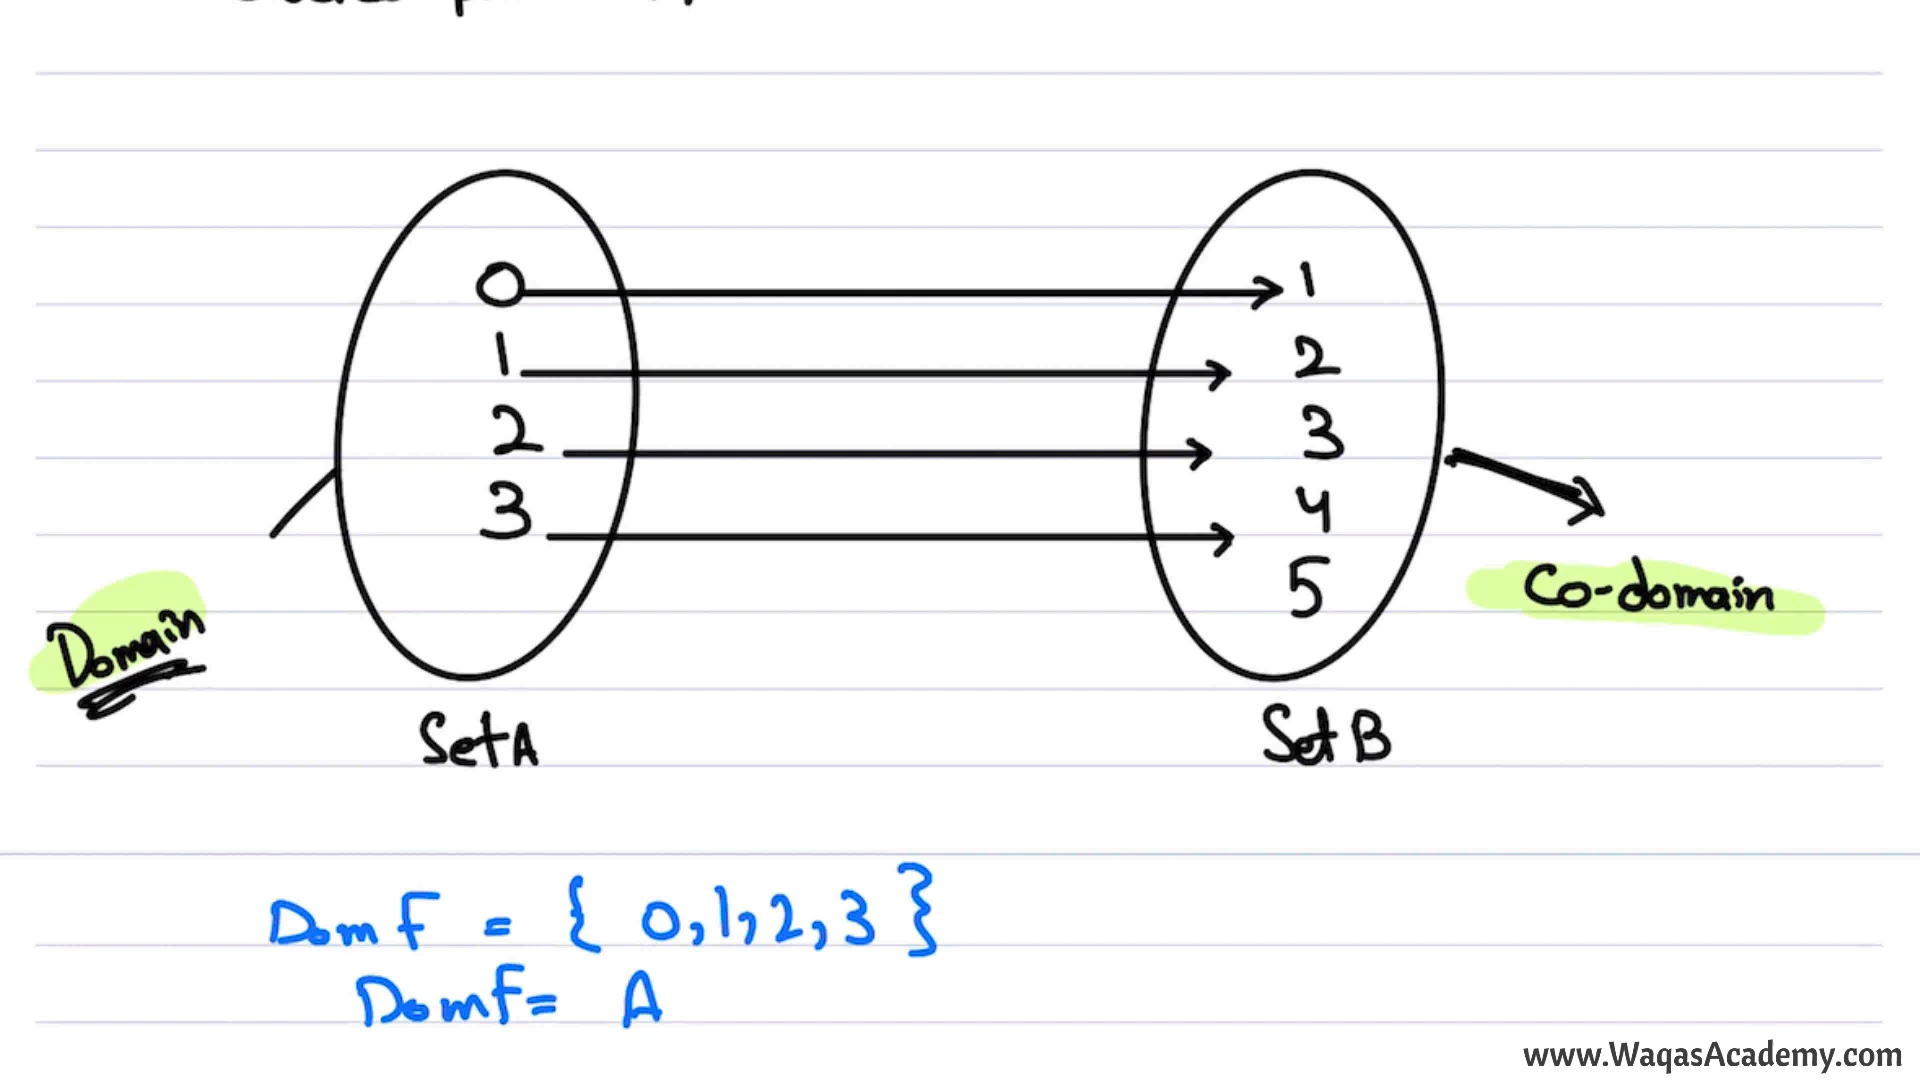 0 1
1 2
2 3
3 4
5
Domain
Co-domain
Set A
Set B
Dom f = { 0,1,2,3 }
Dom f = A
www.WaqasAcademy.com